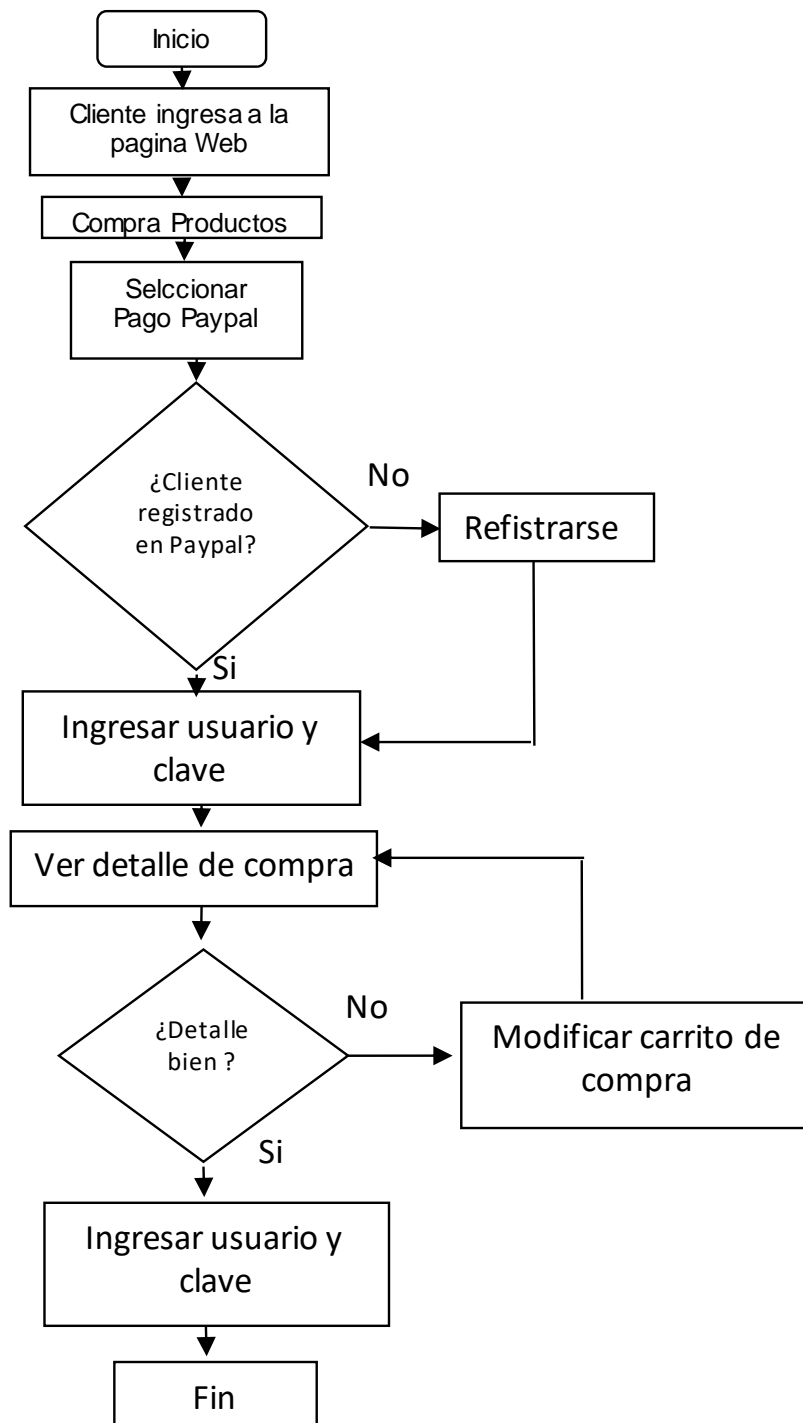 Inicio
Cliente ingresa a la
pagina Web
Compra Productos
Selccionar
Pago Paypal
¿Cliente
registrado
en Paypal?
No
Refistrarse
Si
Ingresar usuario y
clave
Ver detalle de compra
¿Detalle
bien ?
No
Modificar carrito de
compra
Si
Ingresar usuario y
clave
Fin